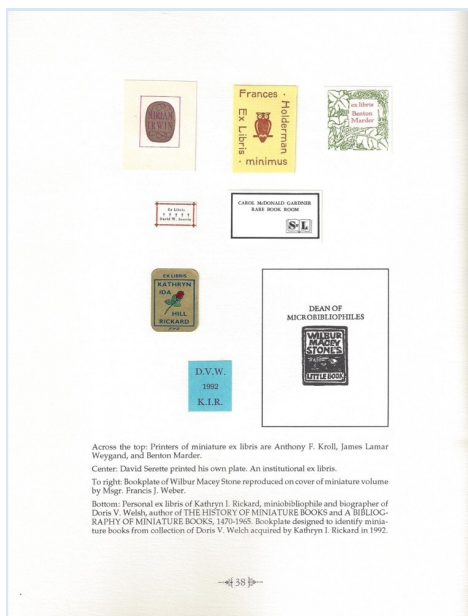 MIRIAM
IRWIN
Frances
Holderman
Ex Libris
minimus
ex libris
Benton
Marder
Ex Libris
David W. Serette
CAROL McDONALD GARDNER
RARE BOOK ROOM
S L
EX LIBRIS
KATHRYN
IDA
HILL
RICKARD
DEAN OF
MICROBIBLIOPHILES
WILBUR
MACEY
STONE'S
LITTLE BOOK
D.V.W.
1992
K.I.R.
Across the top: Printers of miniature ex libris are Anthony F. Kroll, James Lamar
Weygand, and Benton Marder.
Center: David Serette printed his own plate. An institutional ex libris.
To right: Bookplate of Wilbur Macey Stone reproduced on cover of miniature volume
by Msgr. Francis J. Weber.
Bottom: Personal ex libris of Kathryn I. Rickard, miniobibliophile and biographer of
Doris V. Welsh, author of THE HISTORY OF MINIATURE BOOKS and A BIBLIOG-
RAPHY OF MINIATURE BOOKS, 1470-1965. Bookplate designed to identify minia-
ture books from collection of Doris V. Welch acquired by Kathryn I. Rickard in 1992.
38